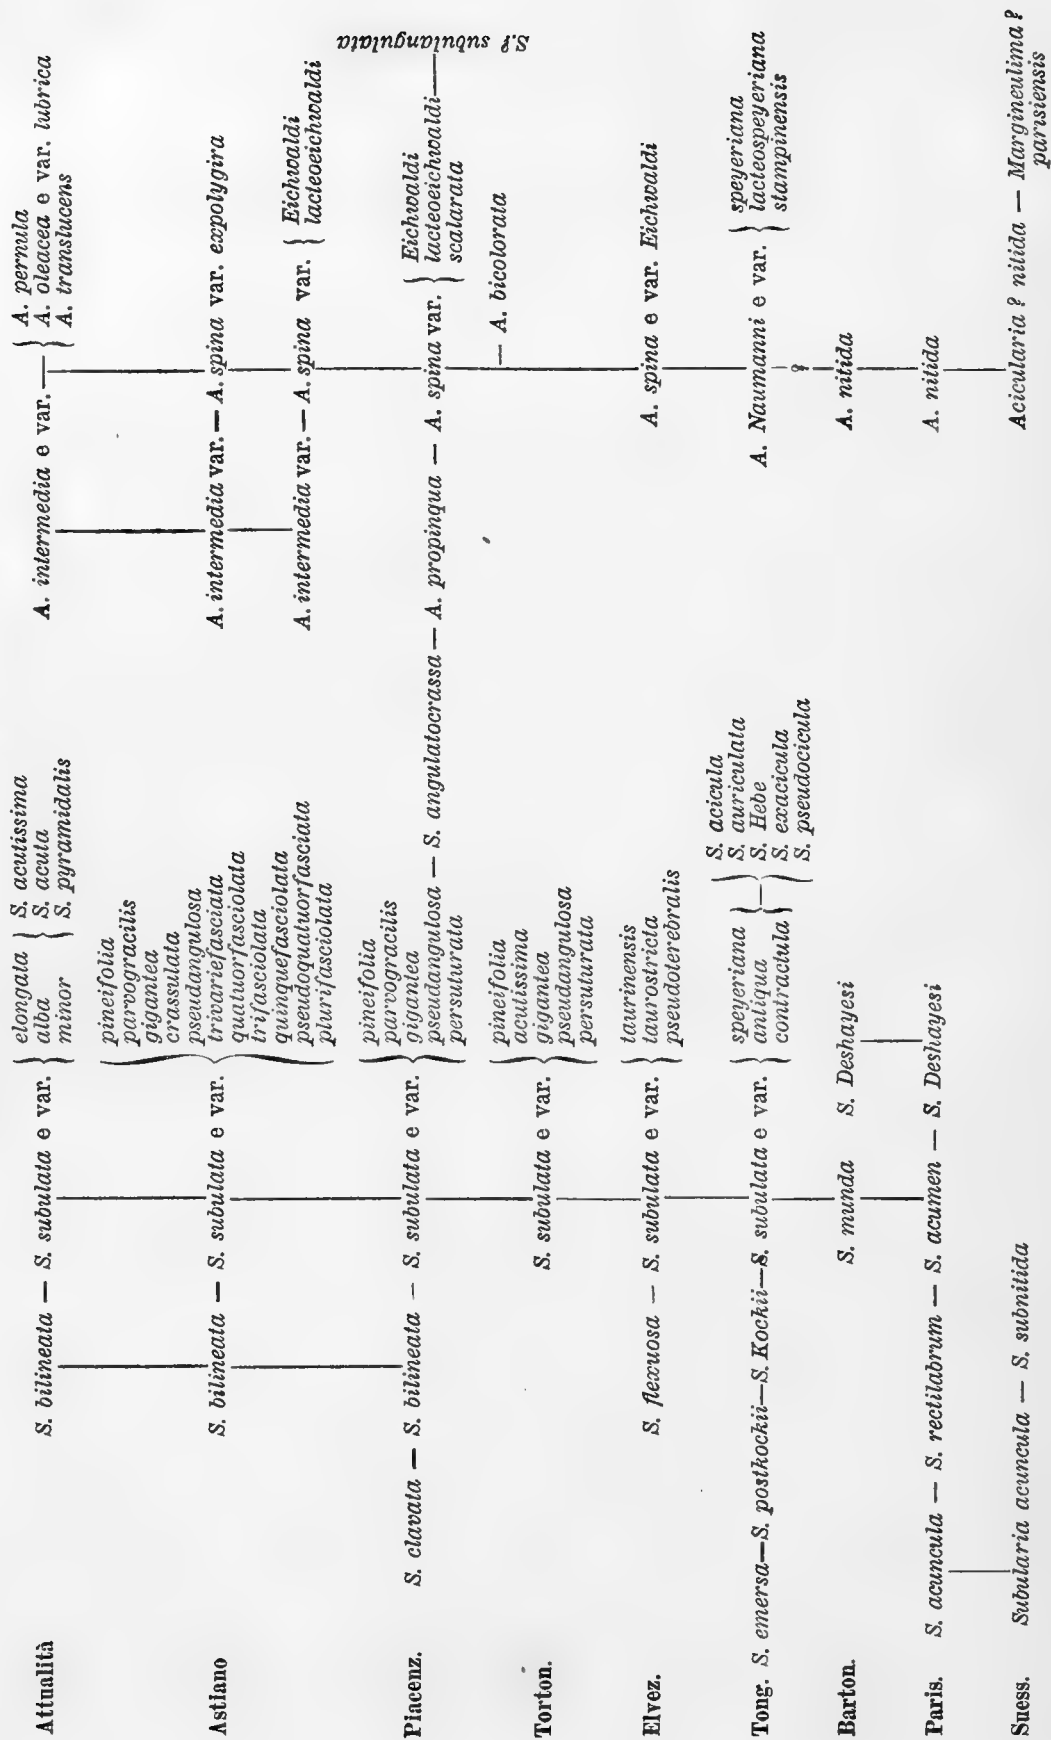 Attualità
S. bilineata — S. subulata e var. { elongata } S. acutissima
alba S. acuta
minor S. pyramidalis
A. intermedia e var. — { A. pernula
A. oleacea e var. lubrica
A. translucens
Astiano
S. bilineata — S. subulata e var. { pineifolia
parvogracilis
gigantea
crassulata
pseudangulosa
trivariefasciata
quatuorfasciolata
trifasciolata
quinquefasciolata
pseudoquatuorfasciata
plurifasciolata
A. intermedia var. — A. spina var. expolygira
A. intermedia var. — A. spina var. { Eichwaldi
lacteoeichwaldi
Piacenz.
S. clavata — S. bilineata — S. subulata e var. { pineifolia
parvogracilis
gigantea
pseudangulosa — S. angulatocrassa — A. propinqua — A. spina var. { Eichwaldi
persuturata
lacteoeichwaldi — S.? subulangulata
scalarata
— A. bicolorata
Torton.
S. subulata e var. { pineifolia
acutissima
gigantea
pseudangulosa
persuturata
Elvez.
S. flexuosa — S. subulata e var. { taurinensis
taurostricta
pseudoterebralis
A. spina e var. Eichwaldi
Tong. S. emersa—S. postkockii—S. Kockii—S. subulata e var. { speyeriana
antiqua
contractula } — { S. acicula
S. auriculata
S. Hebe
S. exacicula
S. pseudocicula
A. Naumanni e var. { speyeriana
lacteospeyeriana
stampinensis
?
Barton.
S. munda S. Deshayesi
A. nitida
Paris.
S. acuncula — S. rectilabrum — S. acumen — S. Deshayesi
A. nitida
Suess.
Subularia acuncula — S. subnitida
Acicularia? nitida — Margineulima?
parisiensis